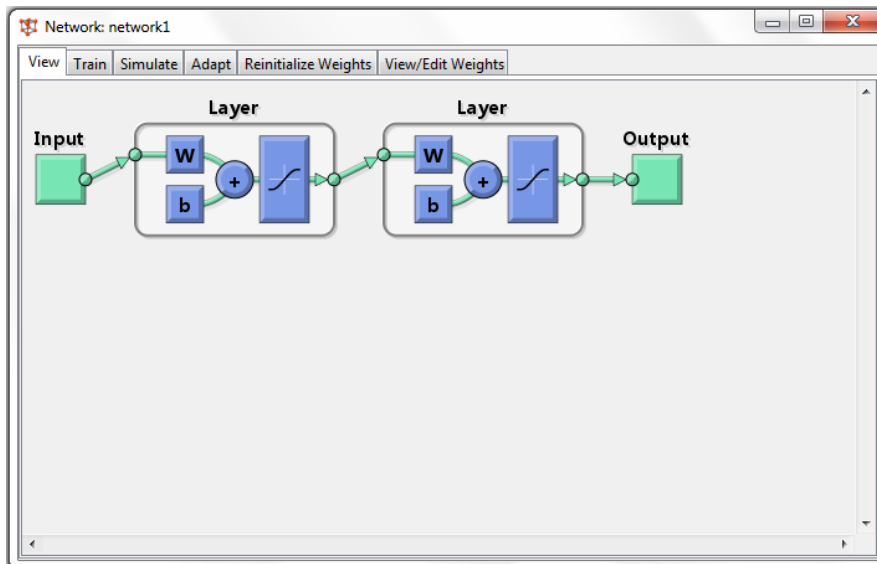 Network: network1
View Train Simulate Adapt Reinitialize Weights View/Edit Weights
Layer Layer
Input Output
W W
+ +
b b